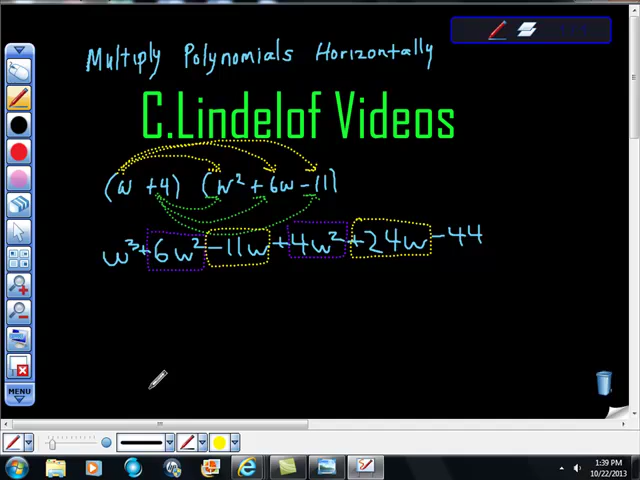 Multiply Polynomials Horizontally
C.Lindelof Videos
(w +4) (w² + 6w - 11)
w³ + 6w² - 11w + 4w² + 24w - 44
MENU
1:39 PM
10/22/2013